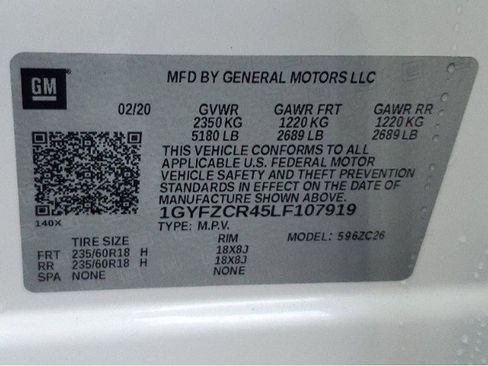 GM
MFD BY GENERAL MOTORS LLC
02/20 GVWR GAWR FRT GAWR RR
2350 KG 1220 KG 1220 KG
5180 LB 2689 LB 2689 LB
THIS VEHICLE CONFORMS TO ALL
APPLICABLE U.S. FEDERAL MOTOR
VEHICLE SAFETY AND THEFT PREVENTION
STANDARDS IN EFFECT ON THE DATE OF
MANUFACTURE SHOWN ABOVE.
1GYFZCR45LF107919
140X
TYPE: M.P.V. MODEL: 596ZC26
TIRE SIZE RIM
FRT 235/60R18 H 18X8J
RR 235/60R18 H 18X8J
SPA NONE NONE